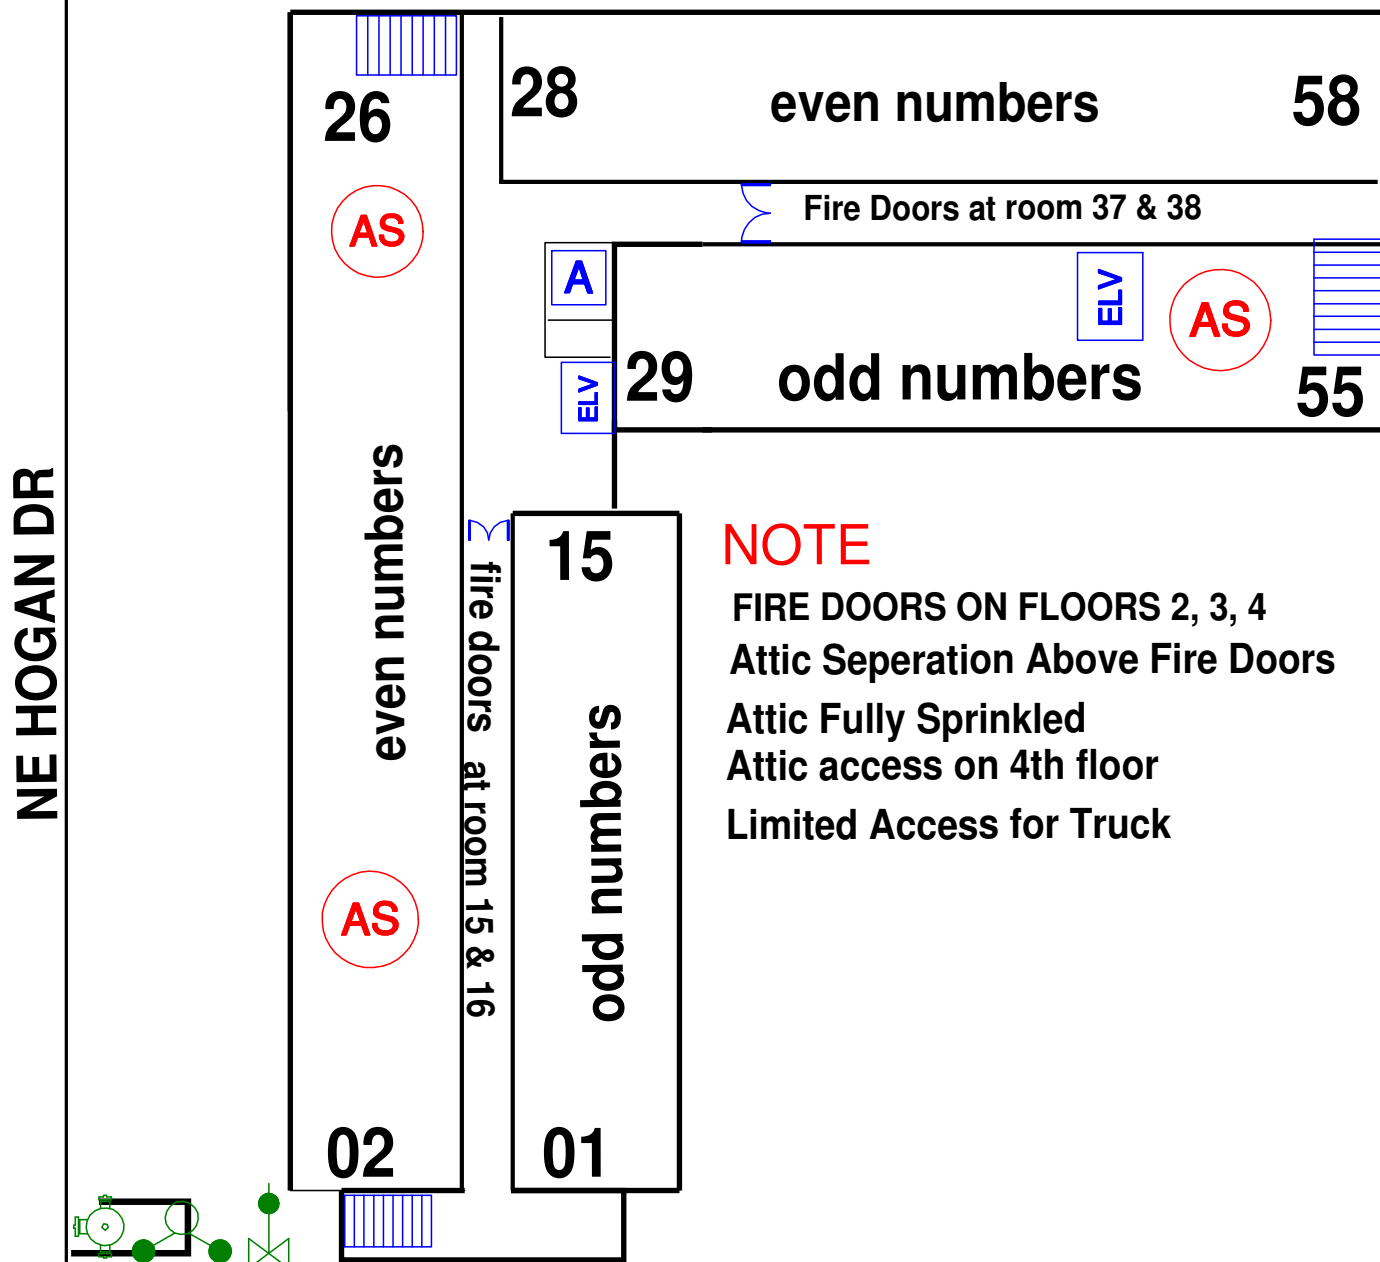 28
even numbers
58
26
Fire Doors at room 37 & 38
AS
A
ELV
AS
ELV
29
odd numbers
55
even numbers
NE HOGAN DR
15
NOTE
fire doors at room 15 & 16
FIRE DOORS ON FLOORS 2, 3, 4
Attic Seperation Above Fire Doors
Attic Fully Sprinkled
Attic access on 4th floor
Limited Access for Truck
odd numbers
AS
02
01